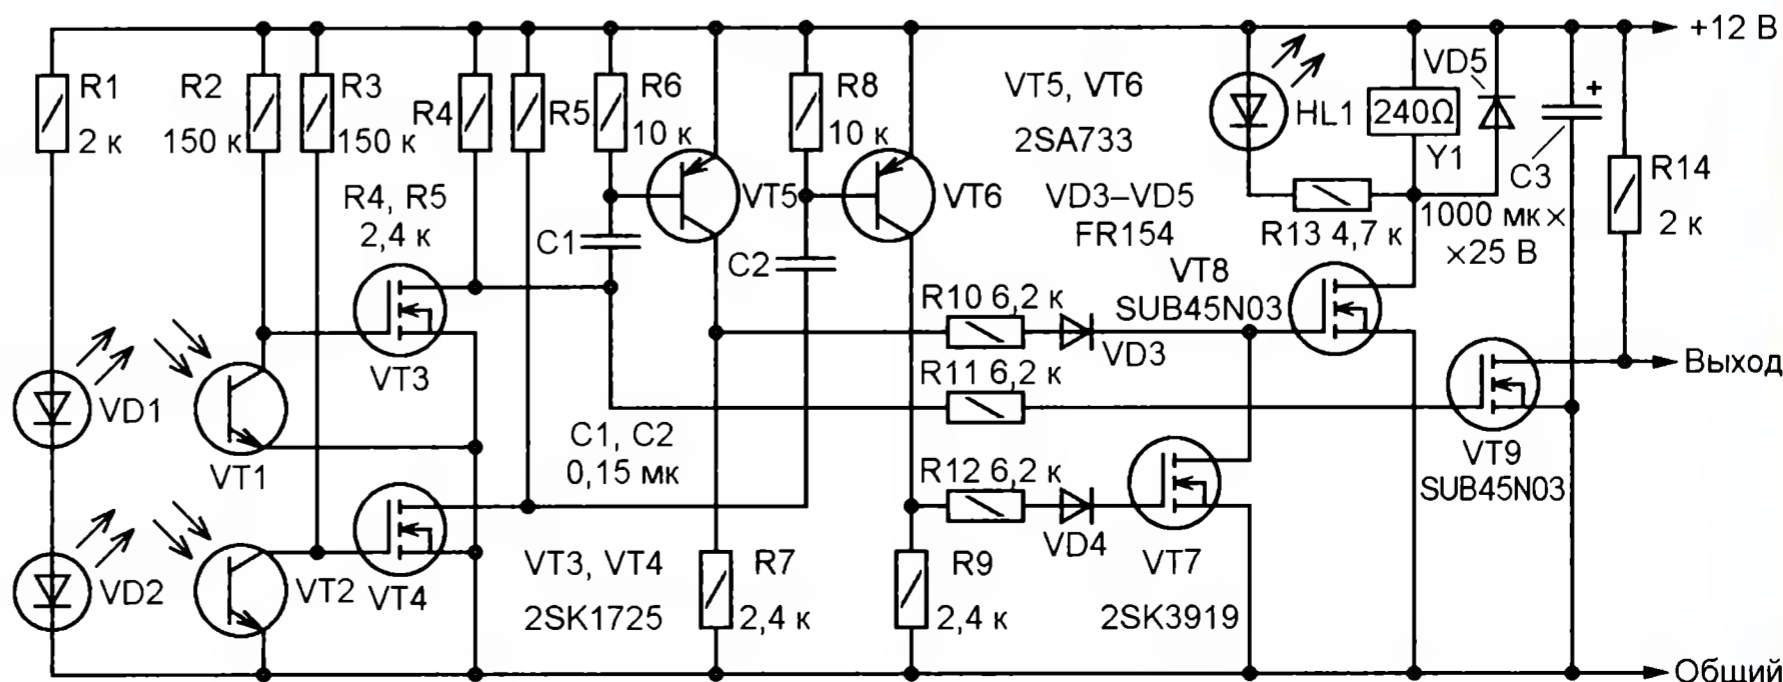 +12 В
R1
2 к
R2
150 к
R3
150 к
R4
R5
R6
10 к
R8
10 к
VT5, VT6
2SA733
HL1
VD5
240Ω
Y1
+
C3
R14
2 к
R4, R5
2,4 к
VT5
VT6
VD3–VD5
FR154
R13 4,7 к
1000 мк ×
×25 В
C1
C2
VT8
SUB45N03
R10 6,2 к
VD3
VT3
R11 6,2 к
Выход
VD1
VT1
C1, C2
0,15 мк
R12 6,2 к
VD4
VT9
SUB45N03
VD2
VT2
VT4
VT3, VT4
2SK1725
R7
2,4 к
R9
2,4 к
VT7
2SK3919
Общий